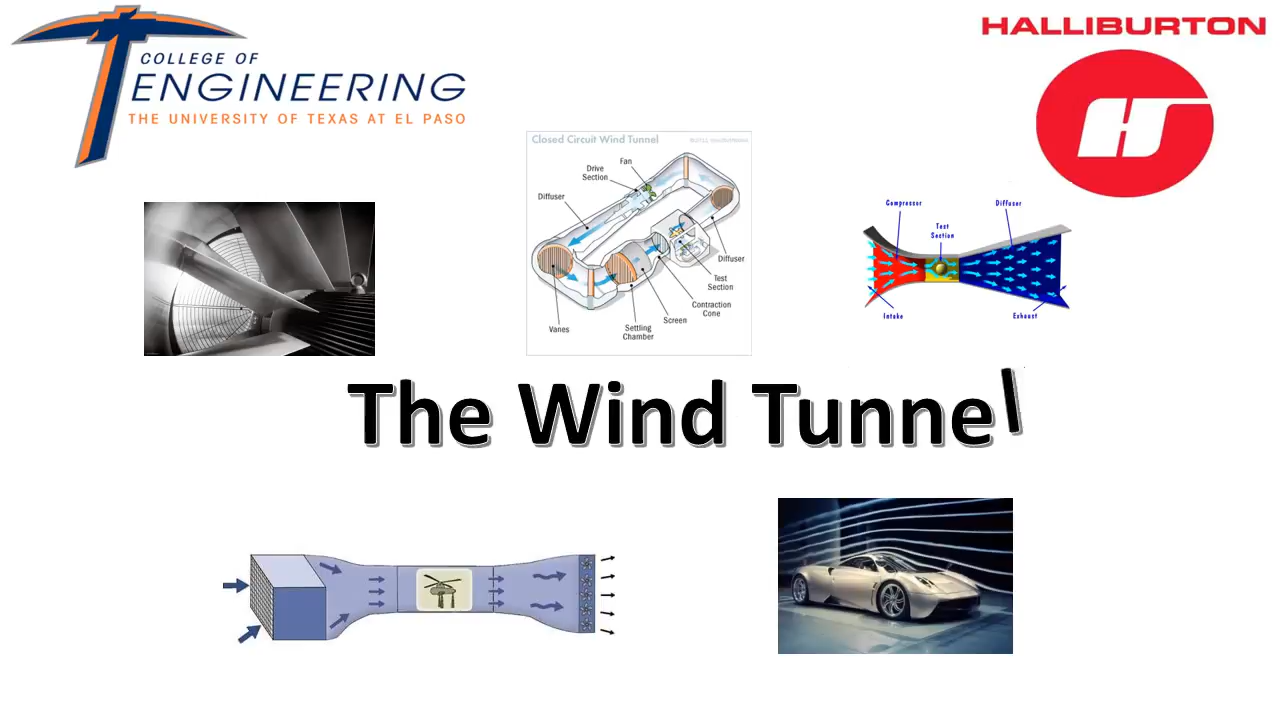 COLLEGE OF
ENGINEERING
THE UNIVERSITY OF TEXAS AT EL PASO
HALLIBURTON
Closed Circuit Wind Tunnel
Fan
Drive
Section
Diffuser
Diffuser
Test
Section
Contraction
Cone
Screen
Settling
Chamber
Vanes
Compressor
Diffuser
Test
Section
Intake
Exhaust
The Wind Tunnel